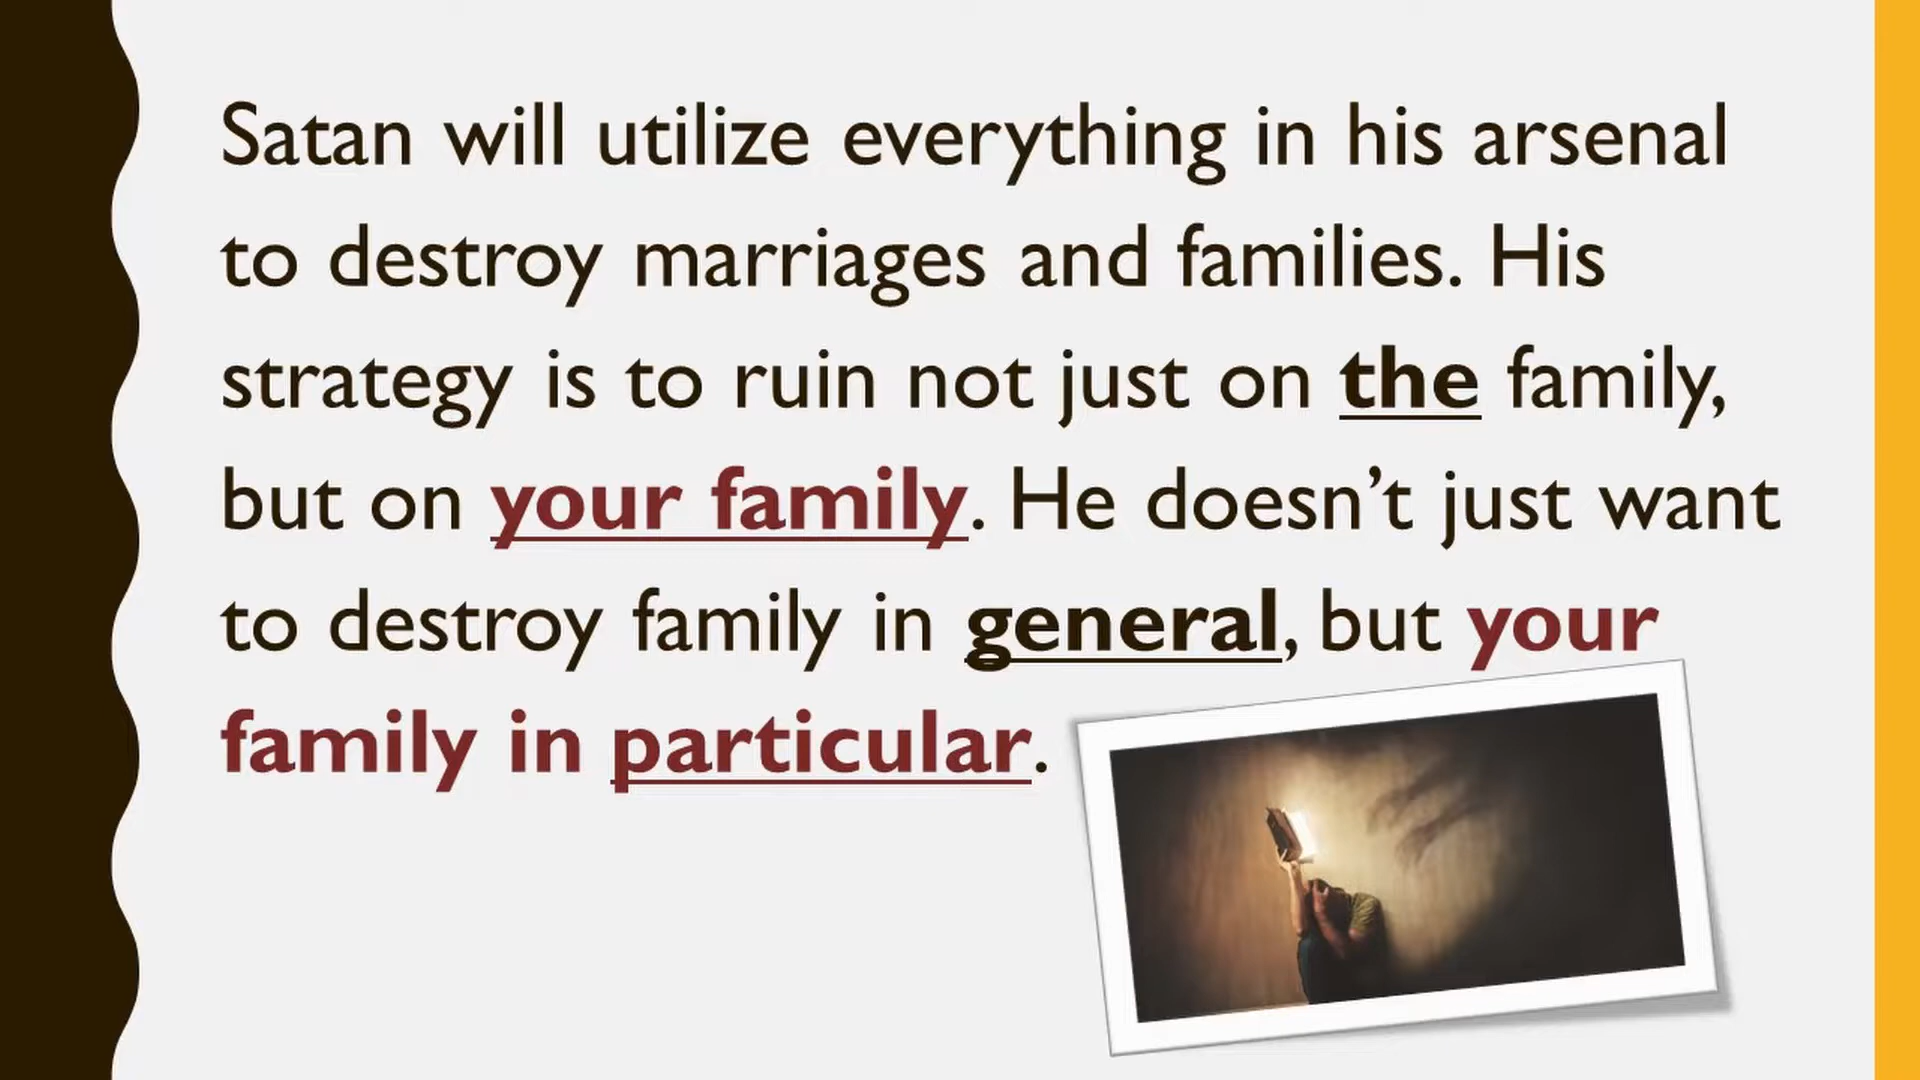 Satan will utilize everything in his arsenal
to destroy marriages and families. His
strategy is to ruin not just on the family,
but on your family. He doesn’t just want
to destroy family in general, but your
family in particular.